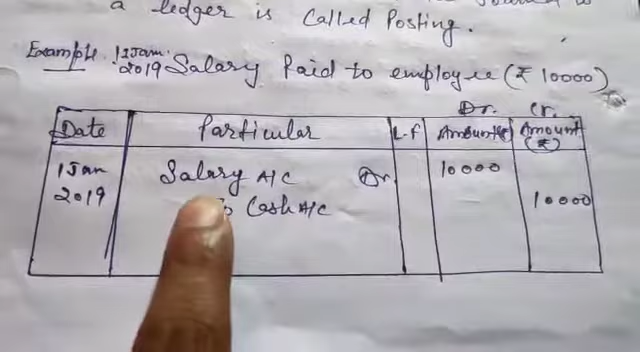 a ledger is Called Posting.
Example 1 Jan. 2019 Salary Paid to employee (₹ 10000)
Dr. Cr.
Date Particular L.f Amount Amount (₹)
1 Jan 2019 Salary A/C Dr. 10000
Cash A/C 10000